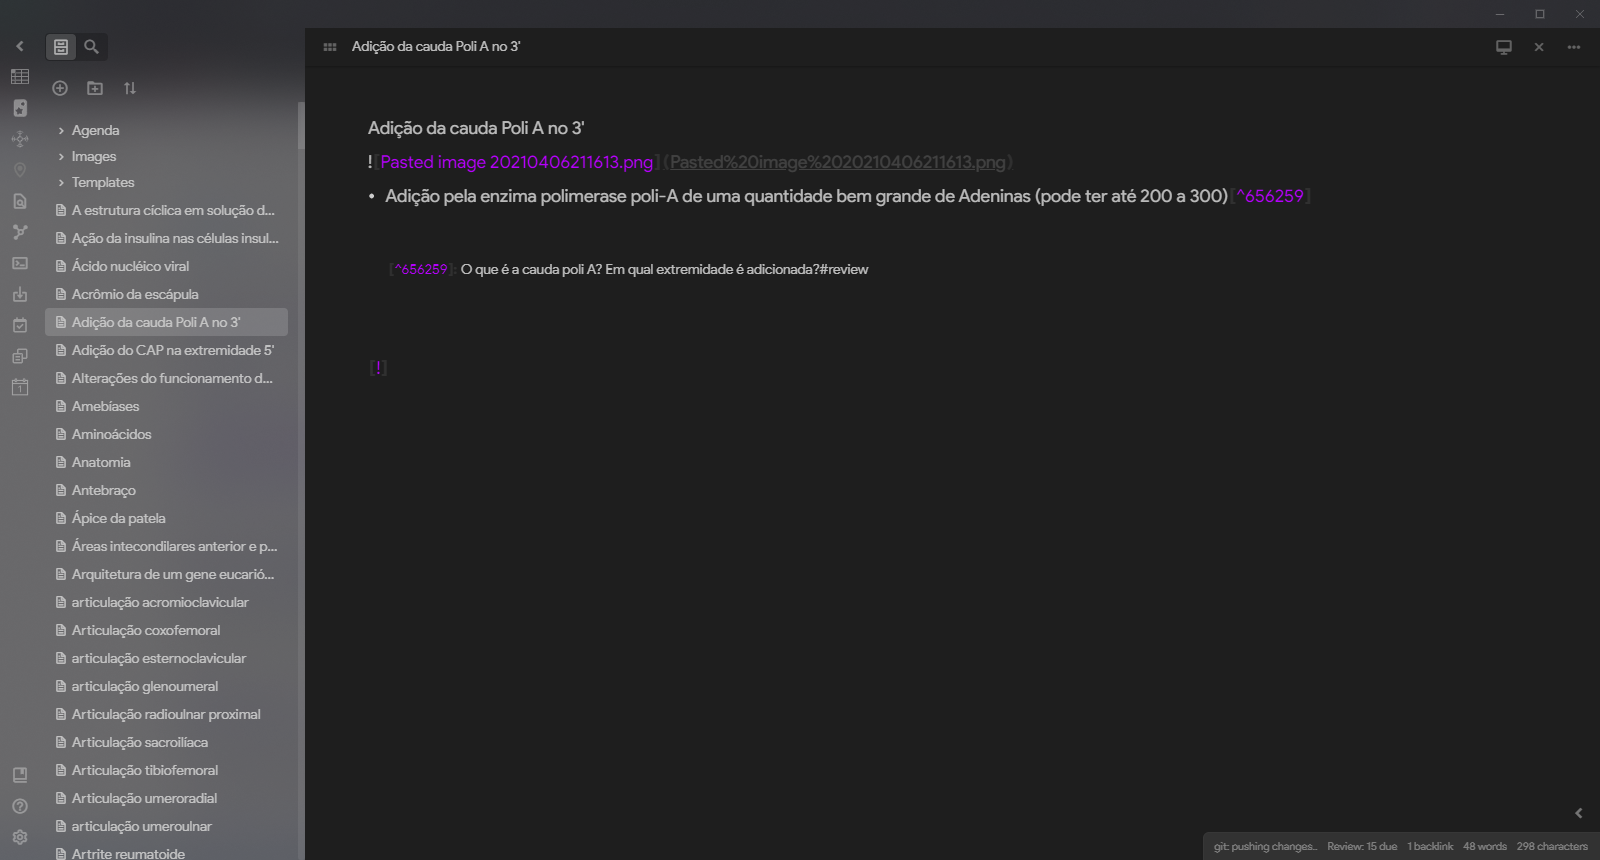 Adição da cauda Poli A no 3'
Agenda
Images
Templates
A estrutura cíclica em solução d...
Ação da insulina nas células insul...
Ácido nucléico viral
Acrômio da escápula
Adição da cauda Poli A no 3'
Adição do CAP na extremidade 5'
Alterações do funcionamento d...
Amebíases
Aminoácidos
Anatomia
Antebraço
Ápice da patela
Áreas intecondilares anterior e p...
Arquitetura de um gene eucarió...
articulação acromioclavicular
Articulação coxofemoral
articulação esternoclavicular
articulação glenoumeral
Articulação radioulnar proximal
Articulação sacroilíaca
Articulação tibiofemoral
Articulação umeroradial
articulação umeroulnar
Artrite reumatoide
1
Adição da cauda Poli A no 3'
![Pasted image 20210406211613.png](Pasted%20image%2020210406211613.png)
• Adição pela enzima polimerase poli-A de uma quantidade bem grande de Adeninas (pode ter até 200 a 300)[^656259]
[^656259]: O que é a cauda poli A? Em qual extremidade é adicionada?#review
[!]
git: pushing changes.. Review: 15 due 1 backlink 48 words 298 characters